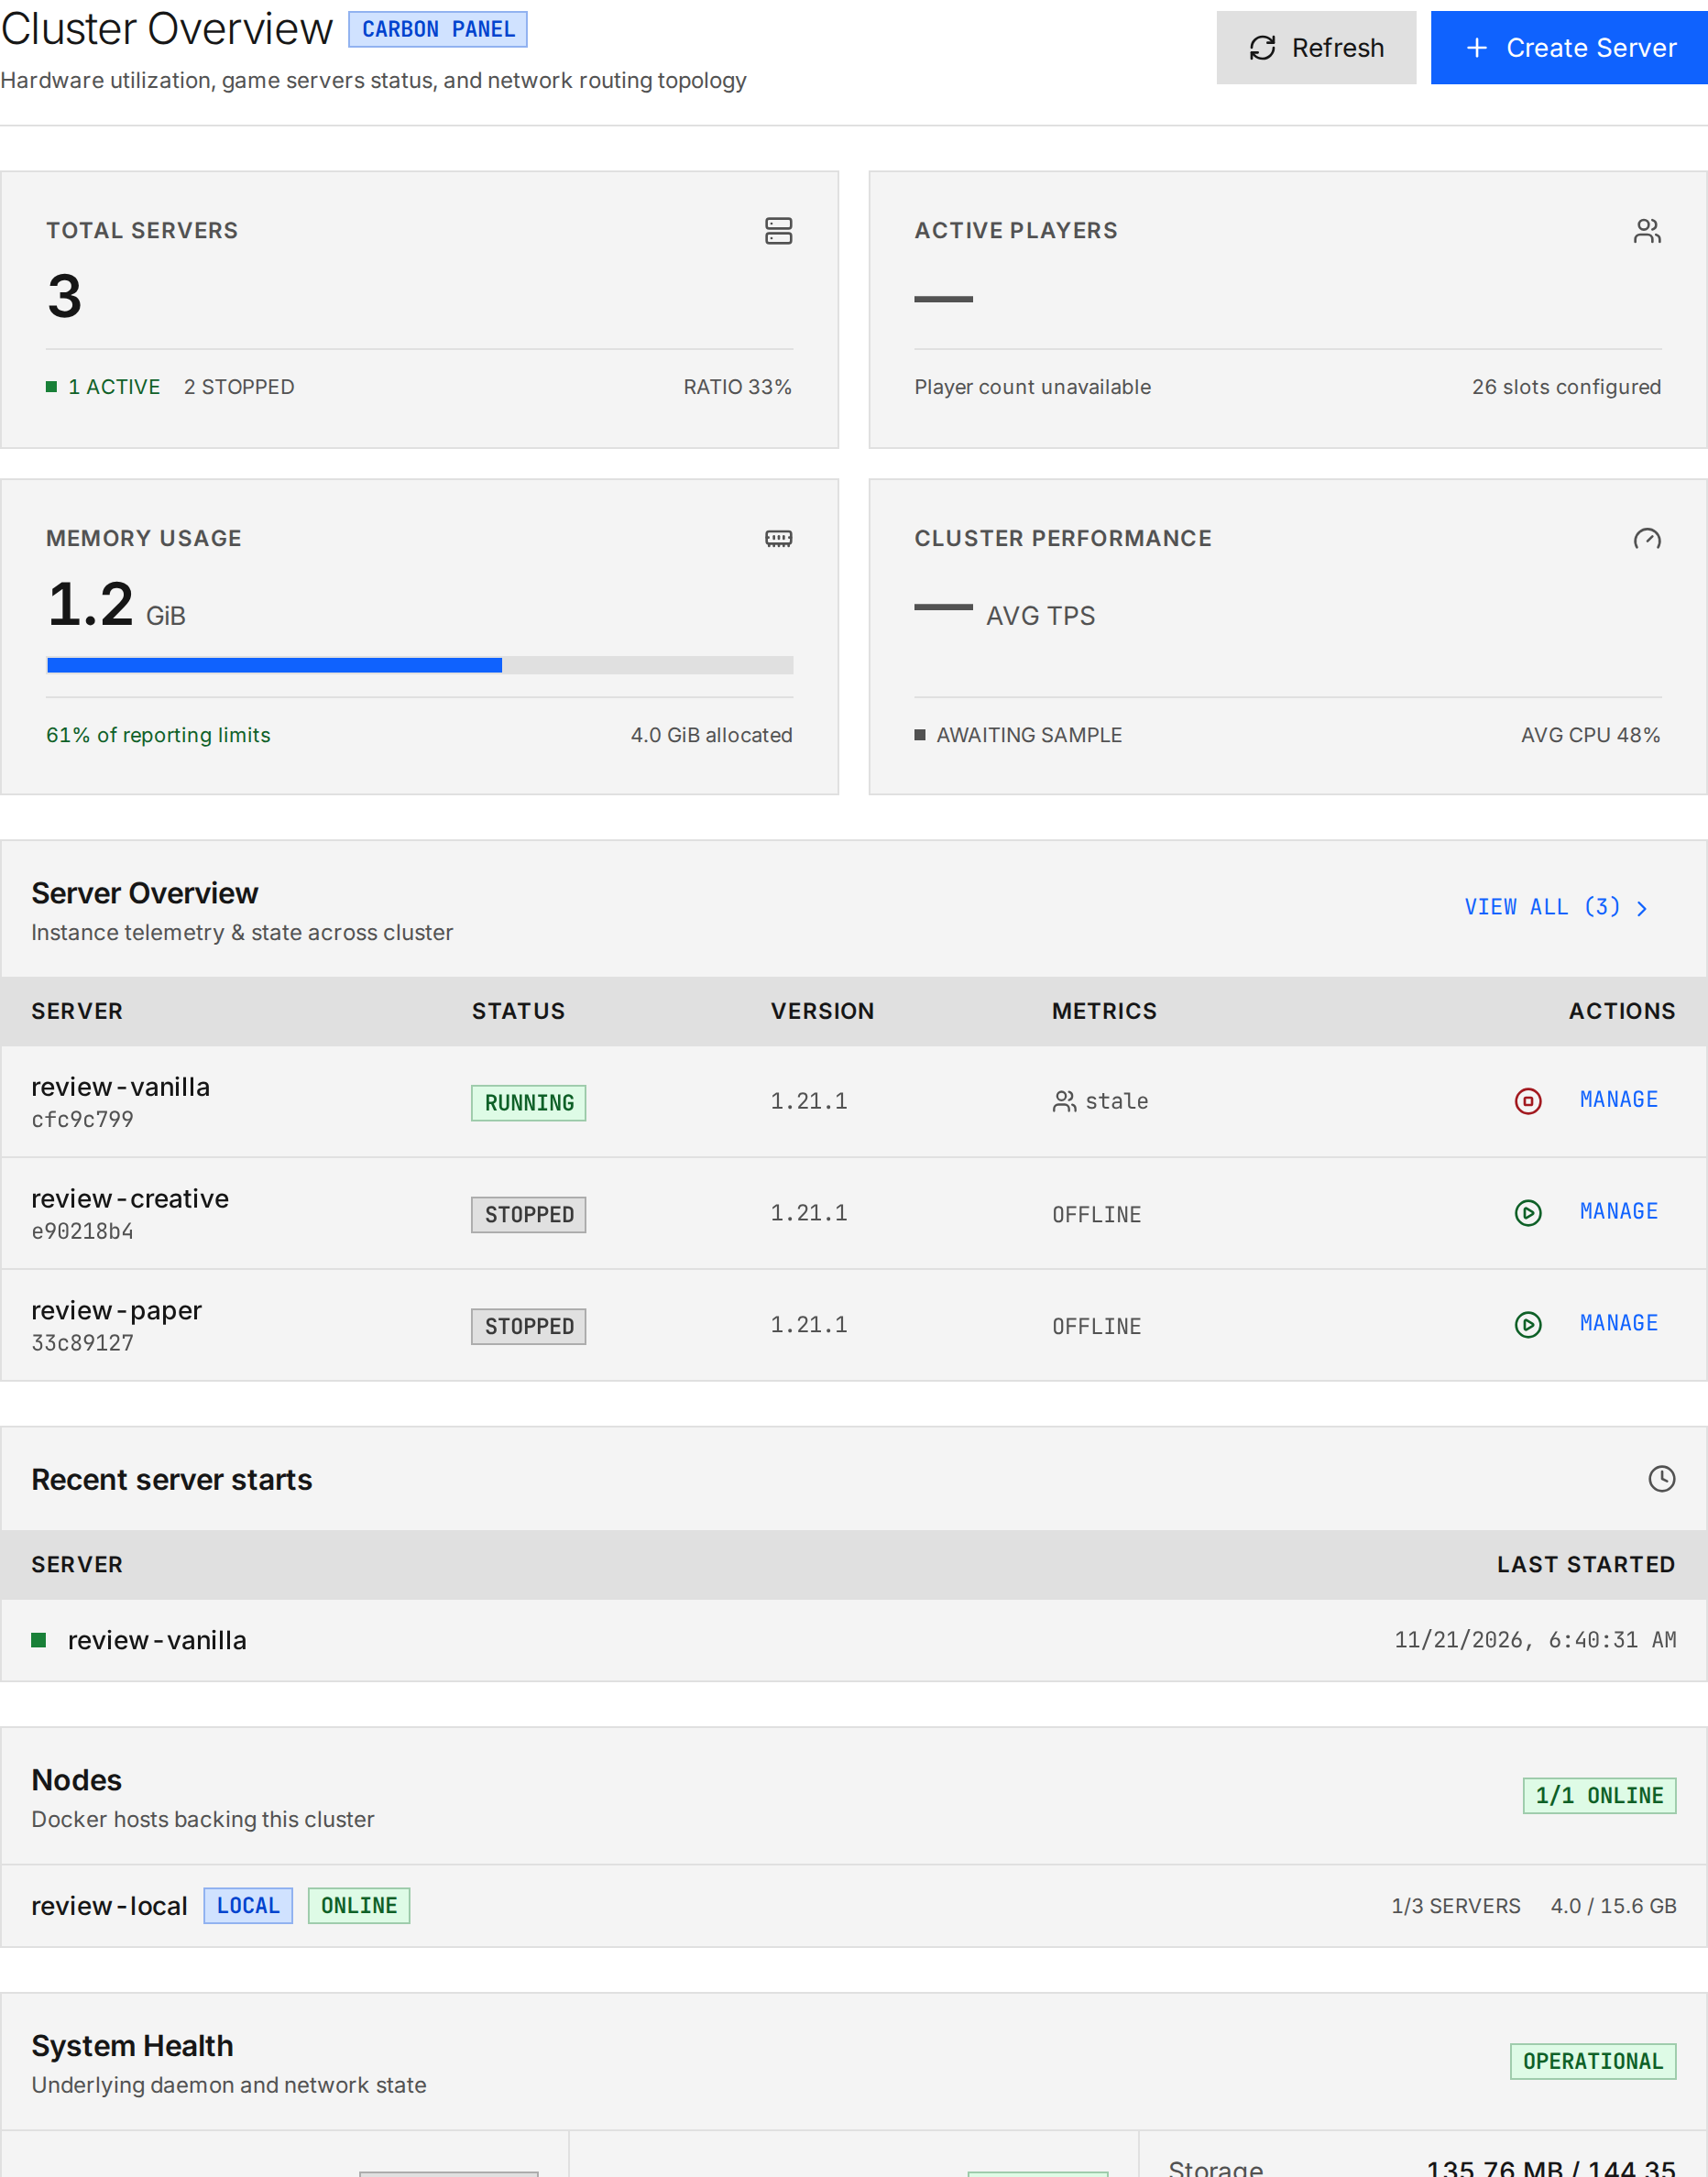 Cluster Overview CARBON PANEL
Hardware utilization, game servers status, and network routing topology
Refresh
Create Server
TOTAL SERVERS
3
1 ACTIVE 2 STOPPED RATIO 33%
ACTIVE PLAYERS
—
Player count unavailable 26 slots configured
MEMORY USAGE
1.2 GiB
61% of reporting limits 4.0 GiB allocated
CLUSTER PERFORMANCE
— AVG TPS
AWAITING SAMPLE AVG CPU 48%
Server Overview
Instance telemetry & state across cluster
VIEW ALL (3)
SERVER STATUS VERSION METRICS ACTIONS
review-vanilla
cfc9c799
RUNNING 1.21.1 stale MANAGE
review-creative
e90218b4
STOPPED 1.21.1 OFFLINE MANAGE
review-paper
33c89127
STOPPED 1.21.1 OFFLINE MANAGE
Recent server starts
SERVER LAST STARTED
review-vanilla 11/21/2026, 6:40:31 AM
Nodes
Docker hosts backing this cluster
1/1 ONLINE
review-local LOCAL ONLINE 1/3 SERVERS 4.0 / 15.6 GB
System Health
Underlying daemon and network state
OPERATIONAL
Storage 135.76 MB / 144.35